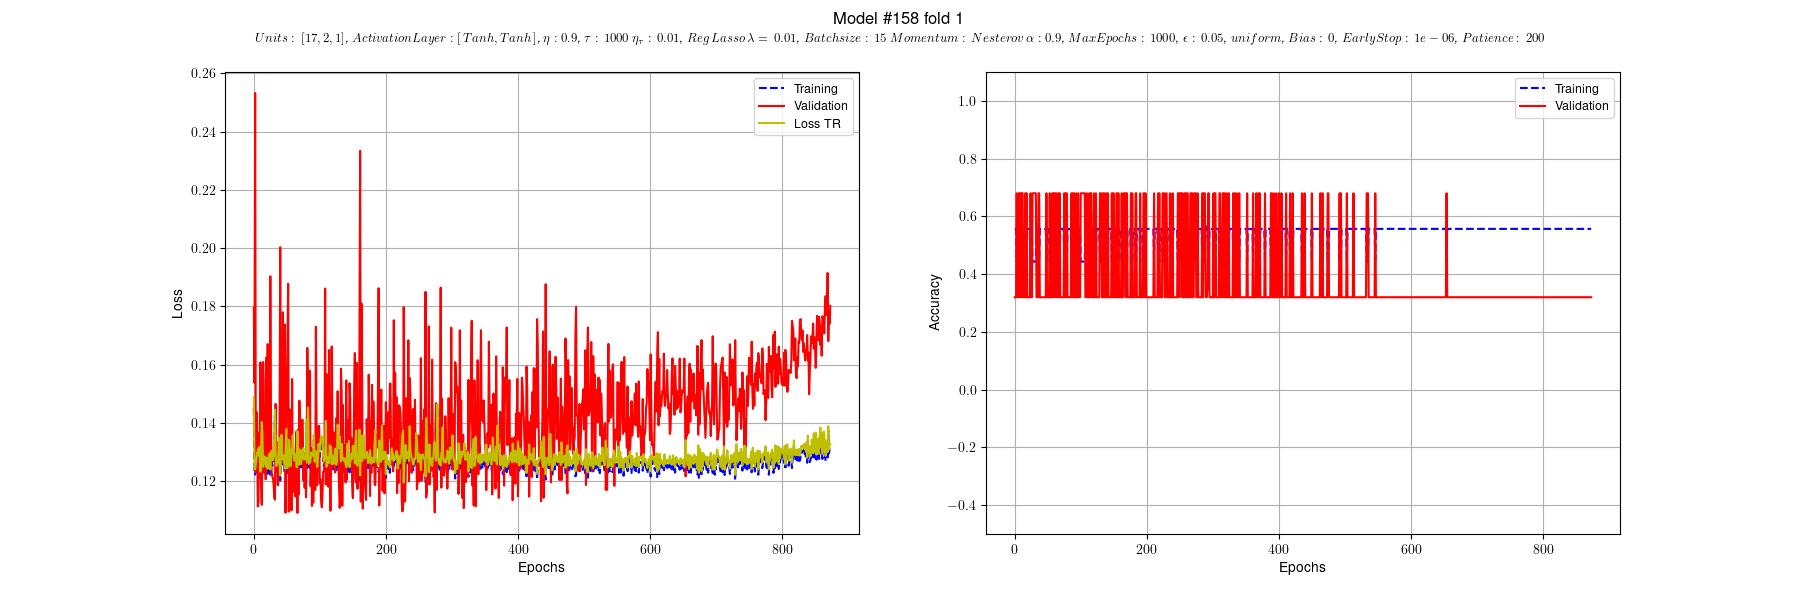 Model #158 fold 1
Units : [17, 2, 1], ActivationLayer : [Tanh, Tanh], η : 0.9, τ : 1000 ητ : 0.01, Reg Lasso λ = 0.01, Batchsize : 15 Momentum : Nesterov α : 0.9, MaxEpochs : 1000, ϵ : 0.05, uniform, Bias : 0, EarlyStop : 1e − 06, Patience : 200
Training
Validation
Loss TR
0.26
0.24
0.22
0.20
0.18
0.16
0.14
0.12
Loss
0
200
400
600
800
Epochs
Training
Validation
1.0
0.8
0.6
0.4
0.2
0.0
−0.2
−0.4
Accuracy
0
200
400
600
800
Epochs